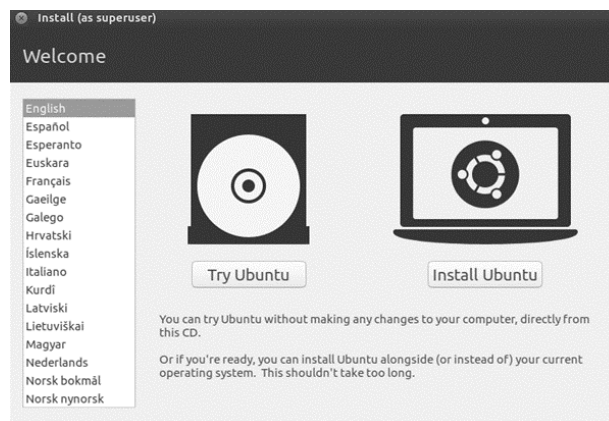 Install (as superuser)
Welcome
English
Español
Esperanto
Euskara
Français
Gaeilge
Galego
Hrvatski
Íslenska
Italiano
Kurdî
Latviski
Lietuviškai
Magyar
Nederlands
Norsk bokmål
Norsk nynorsk
Try Ubuntu
Install Ubuntu
You can try Ubuntu without making any changes to your computer, directly from
this CD.
Or if you're ready, you can install Ubuntu alongside (or instead of) your current
operating system. This shouldn't take too long.